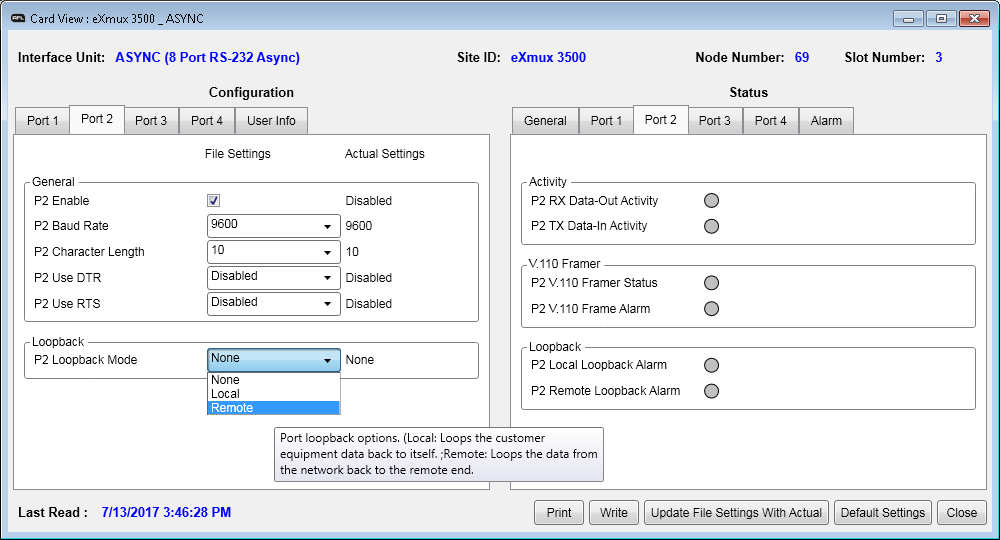 AFL Card View : eXmux 3500 _ ASYNC
Interface Unit: ASYNC (8 Port RS-232 Async) Site ID: eXmux 3500 Node Number: 69 Slot Number: 3
Configuration
Port 1 Port 2 Port 3 Port 4 User Info
File Settings Actual Settings
General
P2 Enable Disabled
P2 Baud Rate 9600 9600
P2 Character Length 10 10
P2 Use DTR Disabled Disabled
P2 Use RTS Disabled Disabled
Loopback
P2 Loopback Mode None None
None
Local
Remote
Port loopback options. (Local: Loops the customer
equipment data back to itself. ;Remote: Loops the data from
the network back to the remote end.
Status
General Port 1 Port 2 Port 3 Port 4 Alarm
Activity
P2 RX Data-Out Activity
P2 TX Data-In Activity
V.110 Framer
P2 V.110 Framer Status
P2 V.110 Frame Alarm
Loopback
P2 Local Loopback Alarm
P2 Remote Loopback Alarm
Last Read : 7/13/2017 3:46:28 PM
Print Write Update File Settings With Actual Default Settings Close